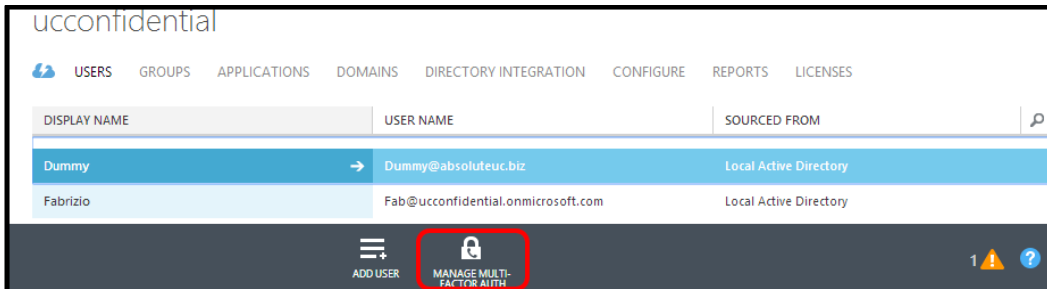 ucconfidential
USERS GROUPS APPLICATIONS DOMAINS DIRECTORY INTEGRATION CONFIGURE REPORTS LICENSES
DISPLAY NAME USER NAME SOURCED FROM
Dummy Dummy@absoluteuc.biz Local Active Directory
Fabrizio Fab@ucconfidential.onmicrosoft.com Local Active Directory
ADD USER
MANAGE MULTI-
FACTOR AUTH
1
?